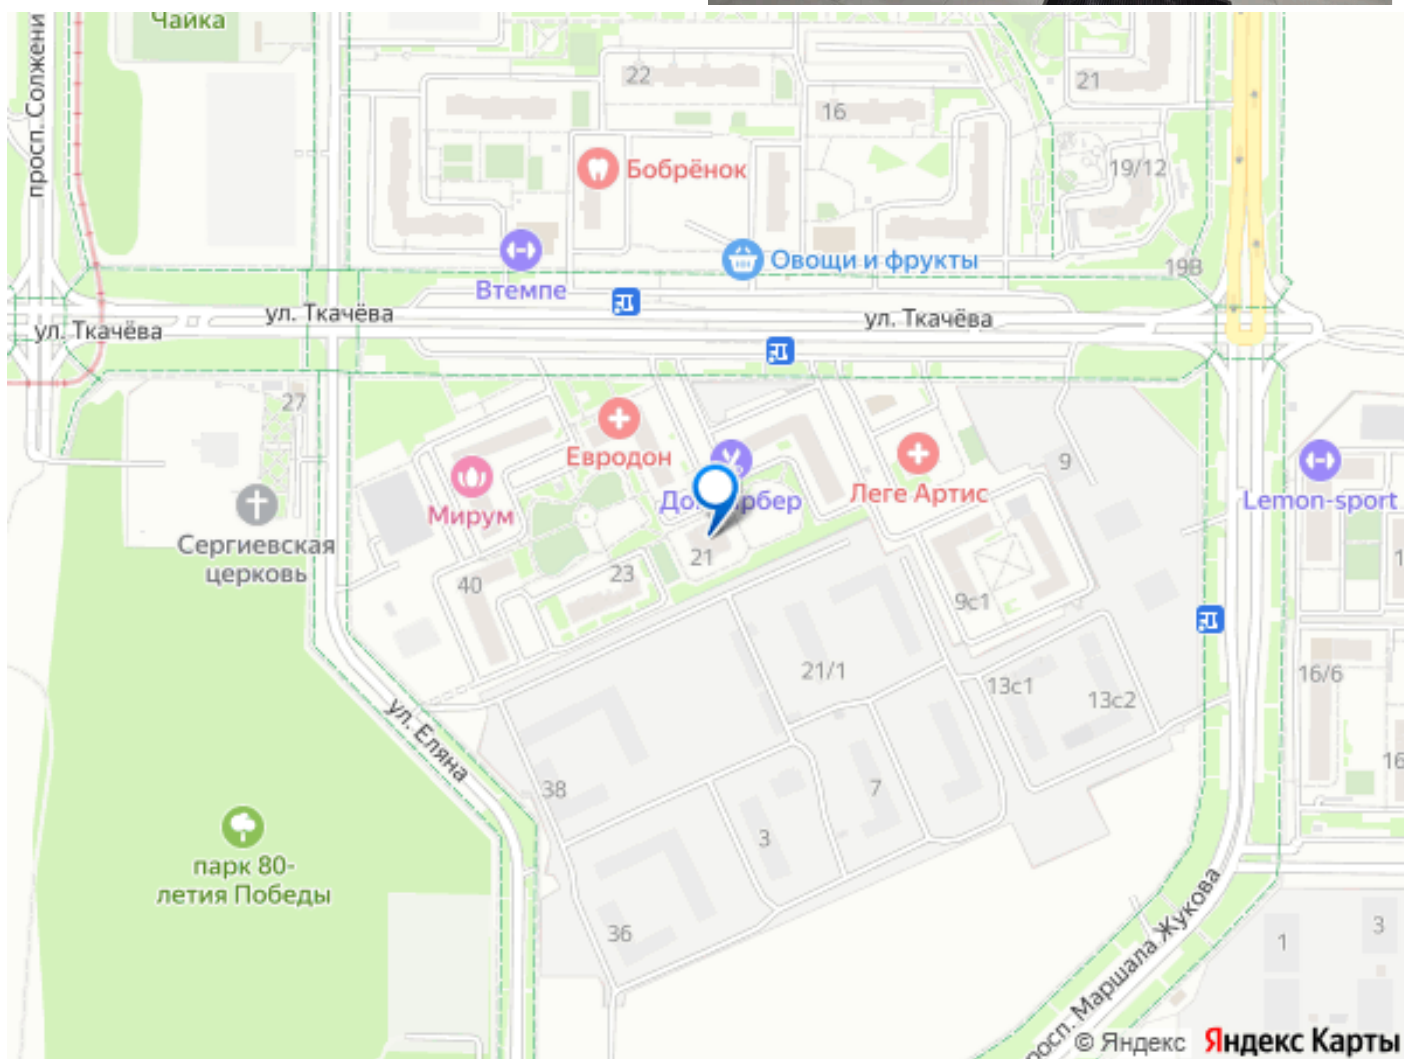 Чайка
просп. Солжени
22
16
21
19/12
Бобрёнок
19В
Овощи и фрукты
Втемпе
ул. Ткачёва
ул. Ткачёва
ул. Ткачёва
27
Евродон
9
Мирум
Леге Артис
Lemon-sport
Сергиевская
церковь
21
23
40
9с1
21/1
13с1
13с2
16/6
ул. Еляна
38
7
3
16
парк 80-
летия Победы
36
просп. Маршала Жукова
1
3
© Яндекс Яндекс Карты